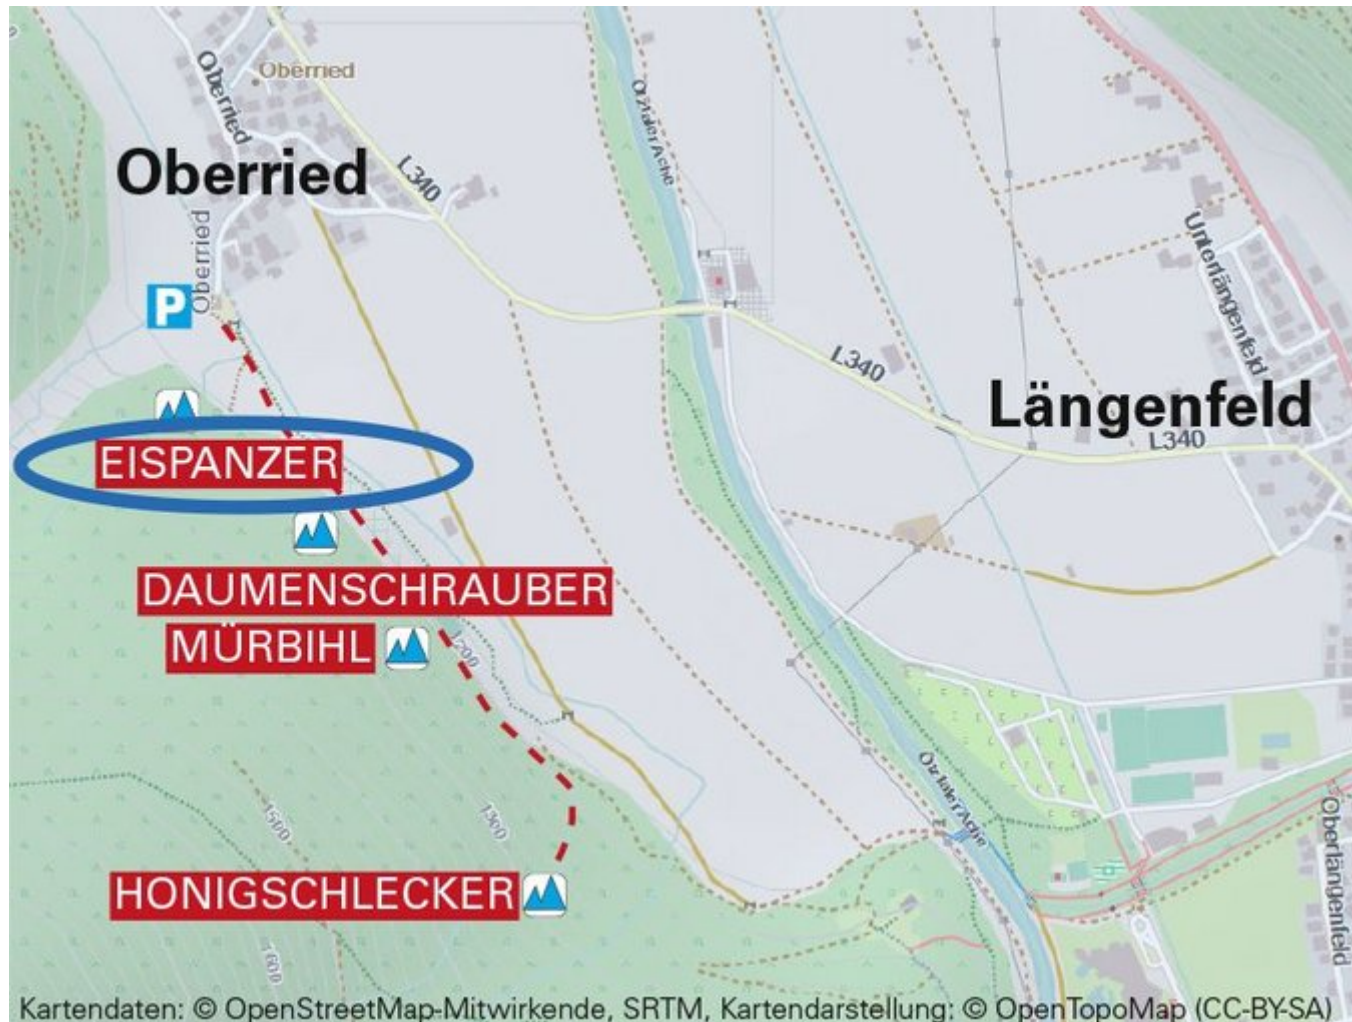 Oberried
Oberried
Oberried
L340
Ötztaler Ache
Oberried
P
Unterlängenfeld
L340
Längenfeld
L340
EISPANZER
DAUMENSCHRAUBER
MÜRBIHL
1200
Ötztaler Ache
1500
1300
Oberlängenfeld
HONIGSCHLECKER
1600
Kartendaten: © OpenStreetMap-Mitwirkende, SRTM, Kartendarstellung: © OpenTopoMap (CC-BY-SA)